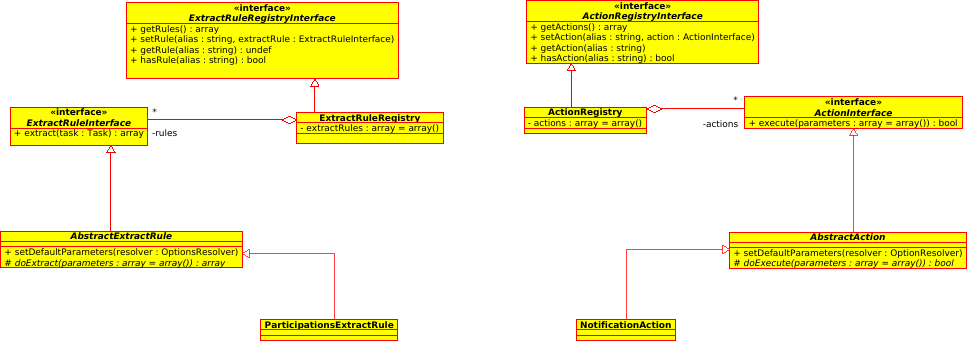 «interface»
ExtractRuleRegistryInterface
+ getRules() : array
+ setRule(alias : string, extractRule : ExtractRuleInterface)
+ getRule(alias : string) : undef
+ hasRule(alias : string) : bool
«interface»
ActionRegistryInterface
+ getActions() : array
+ setAction(alias : string, action : ActionInterface)
+ getAction(alias : string)
+ hasAction(alias : string) : bool
«interface»
ExtractRuleInterface
+ extract(task : Task) : array
*
-rules
ExtractRuleRegistry
- extractRules : array = array()
ActionRegistry
- actions : array = array()
*
-actions
«interface»
ActionInterface
+ execute(parameters : array = array()) : bool
AbstractExtractRule
+ setDefaultParameters(resolver : OptionsResolver)
# doExtract(parameters : array = array()) : array
AbstractAction
+ setDefaultParameters(resolver : OptionResolver)
# doExecute(parameters : array = array()) : bool
ParticipationsExtractRule
NotificationAction